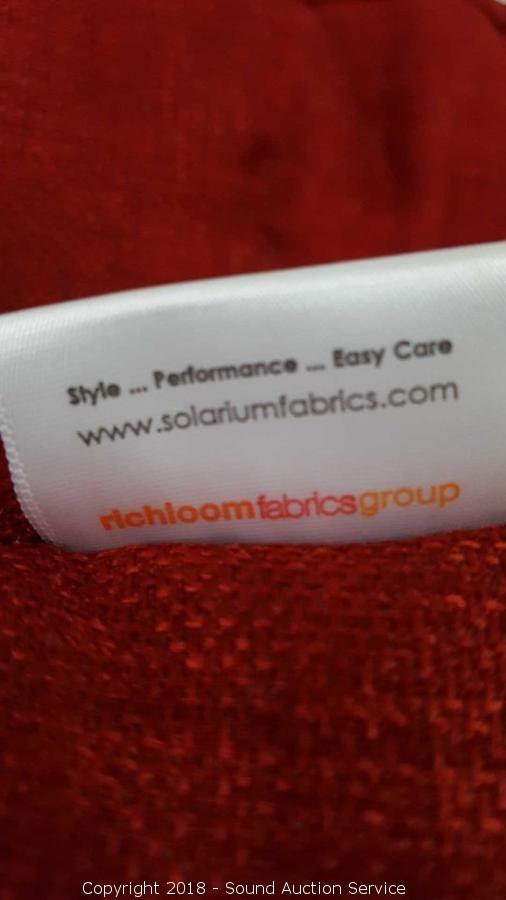 Style ... Performance ... Easy Care
www.solariumfabrics.com
richloomfabricsgroup
Copyright 2018 - Sound Auction Service